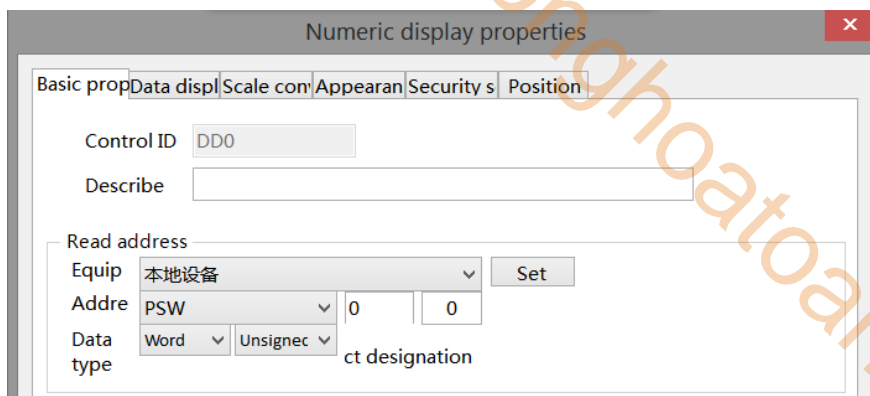 Numeric display properties
Basic prop Data displ Scale con Appearan Security s Position
Control ID DD0
Describe
Read address
Equip 本地设备 Set
Addre PSW 0 0
Data type Word Unsignec
ct designation
nghoatoan